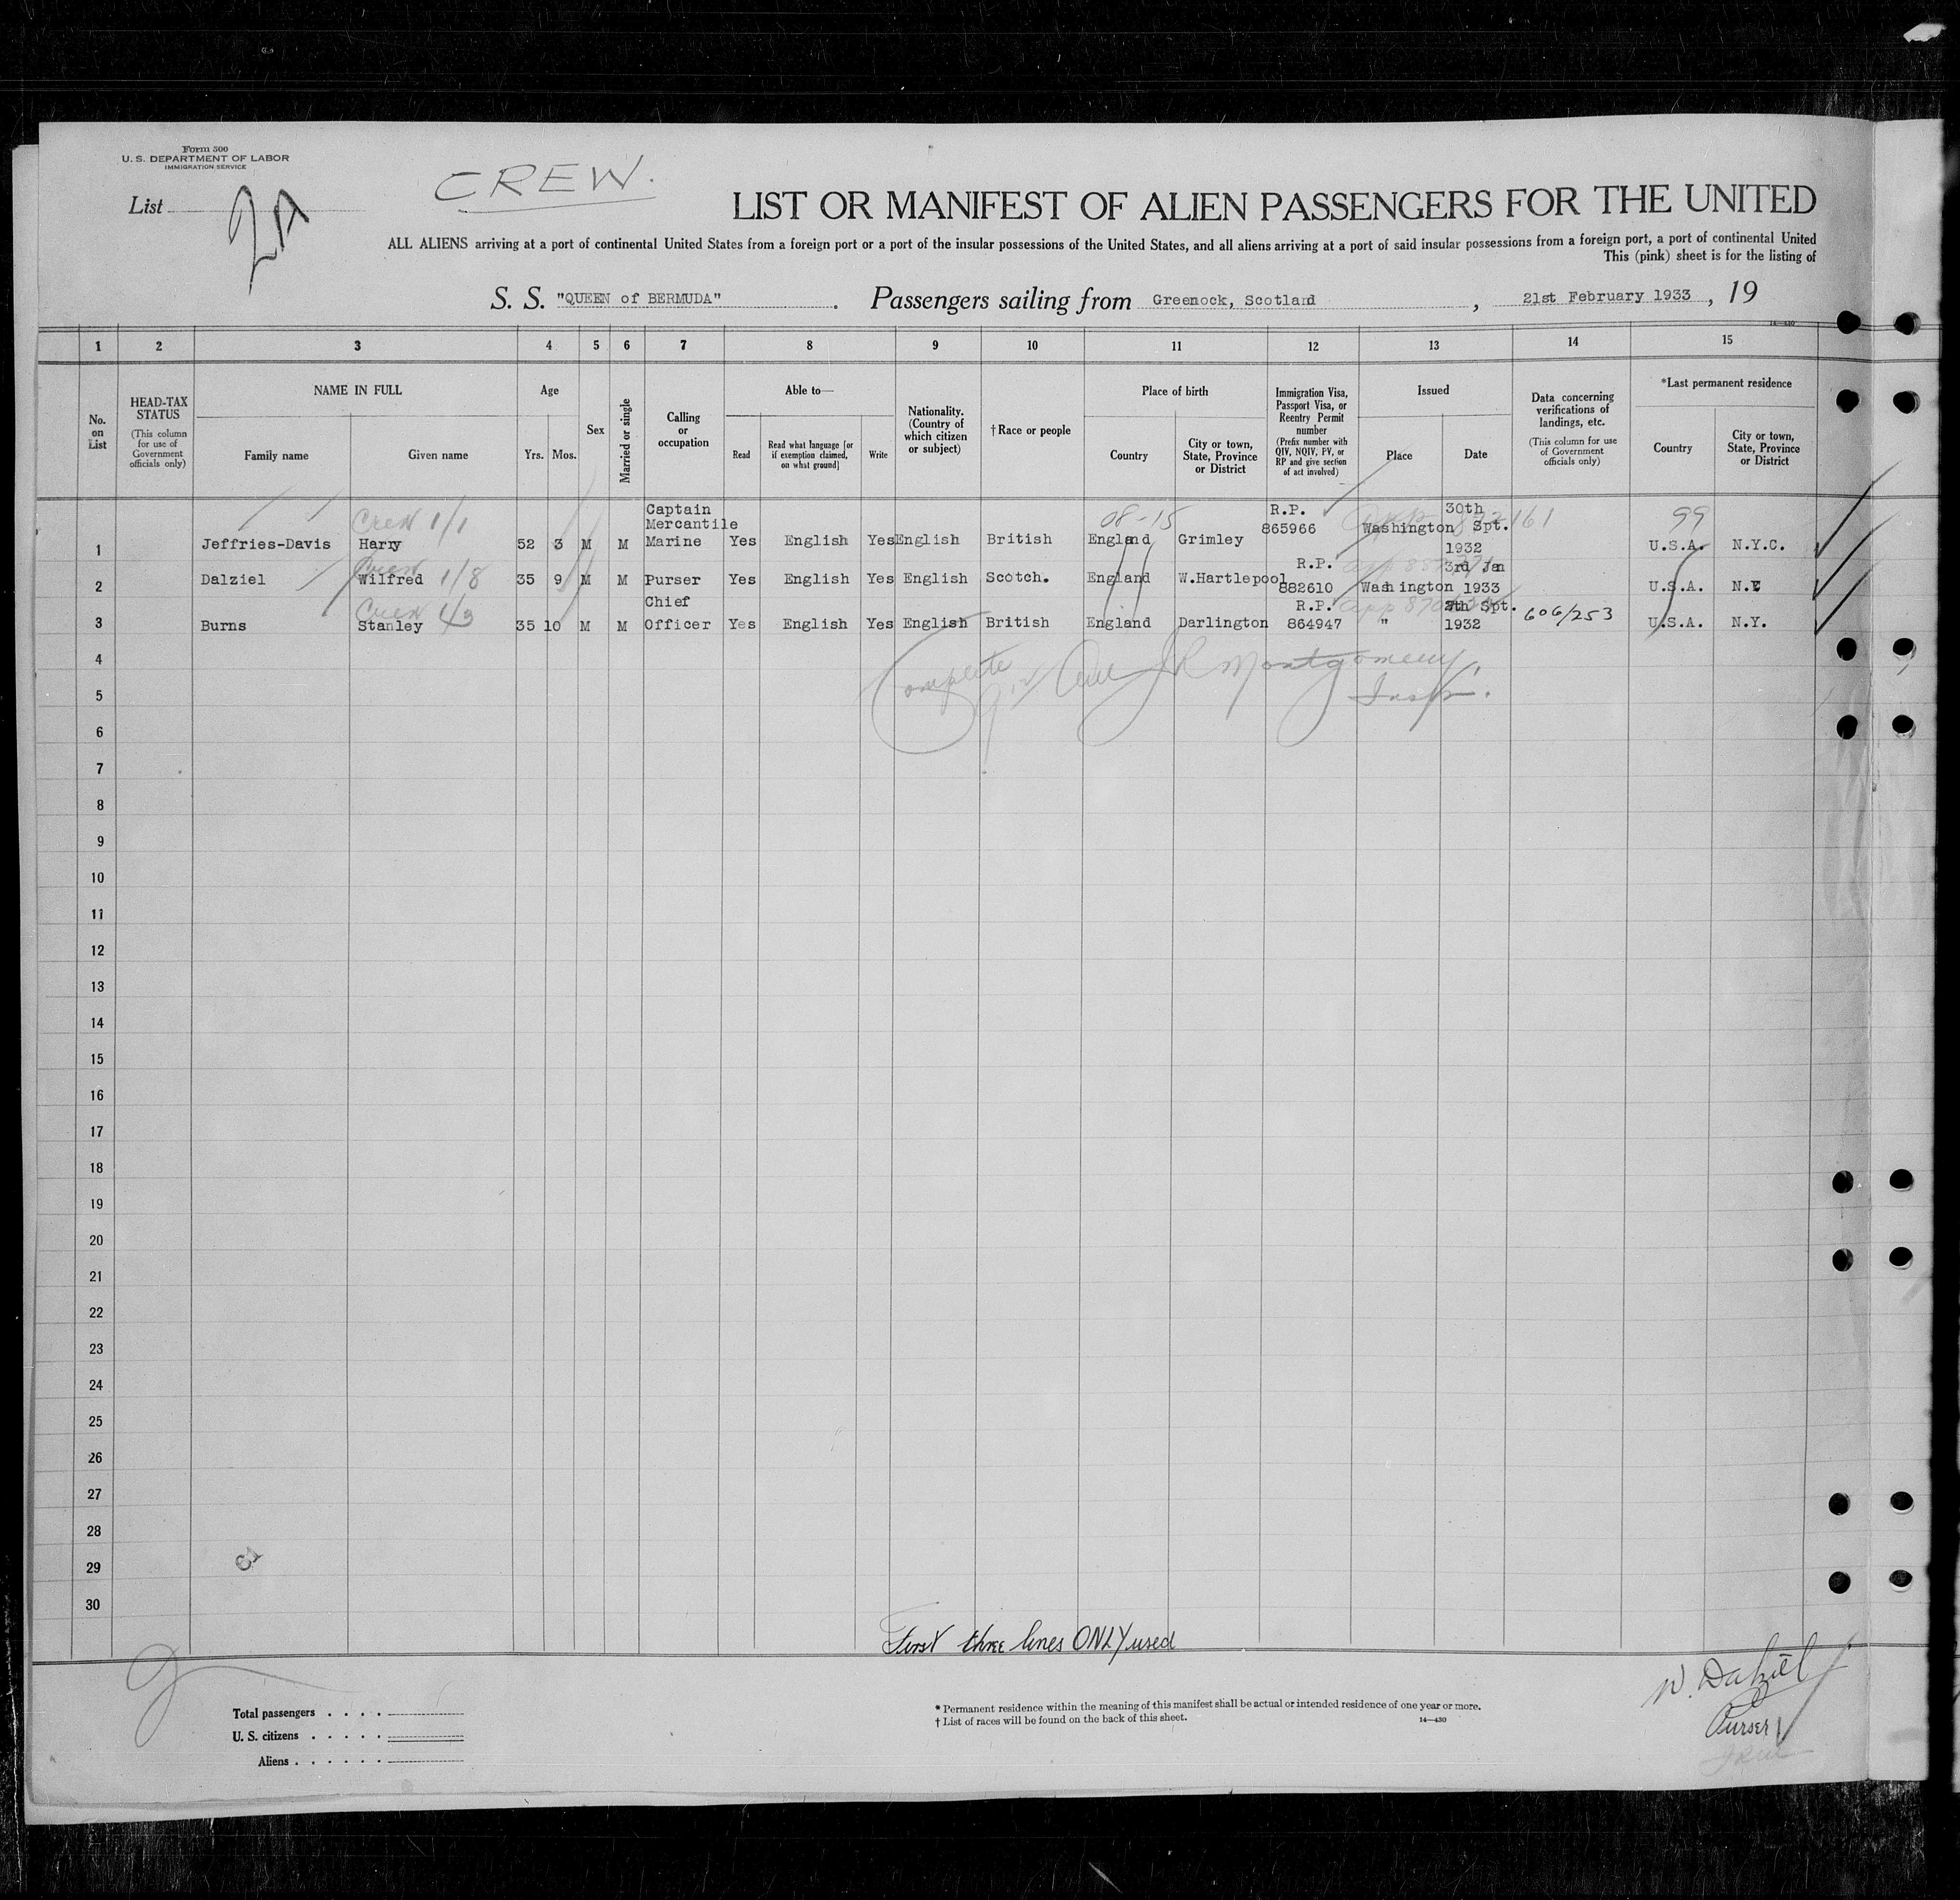 Form 500
U. S. DEPARTMENT OF LABOR
IMMIGRATION SERVICE
List 2A
CREW.
LIST OR MANIFEST OF ALIEN PASSENGERS FOR THE UNITED
ALL ALIENS arriving at a port of continental United States from a foreign port or a port of the insular possessions of the United States, and all aliens arriving at a port of said insular possessions from a foreign port, a port of continental United
This (pink) sheet is for the listing of
S. S. "QUEEN of BERMUDA". Passengers sailing from Greenock, Scotland, 21st February 1933, 19
14—430
1 2 3 4 5 6 7 8 9 10 11 12 13 14 15
No. on List
HEAD-TAX STATUS (This column for use of Government officials only)
NAME IN FULL
Family name Given name
Age
Yrs. Mos.
Sex
Married or single
Calling or occupation
Able to—
Read Read what language [or if exemption claimed, on what ground] Write
Nationality. (Country of which citizen or subject)
†Race or people
Place of birth
Country City or town, State, Province or District
Immigration Visa, Passport Visa, or Reentry Permit number (Prefix number with QIV, NQIV, PV, or RP and give section of act involved)
Issued
Place Date
Data concerning verifications of landings, etc. (This column for use of Government officials only)
*Last permanent residence
Country City or town, State, Province or District
Crew 1/1 08-15 99
1 Jeffries-Davis Harry 52 3 M M Captain Mercantile Marine Yes English Yes English British England Grimley R.P. 865966 Washington 30th Spt. 1932 U.S.A. N.Y.C.
Crew 1/8
2 Dalziel Wilfred 35 9 M M Purser Yes English Yes English Scotch. England W.Hartlepool R.P. 882610 Washington 3rd Jan 1933 U.S.A. N.E
Crew 1/3
3 Burns Stanley 35 10 M M Chief Officer Yes English Yes English British England Darlington R.P. 864947 " Spt. 1932 606/253 U.S.A. N.Y.
4
Complete J R Montgomery
5
Insp.
6
7
8
9
10
11
12
13
14
15
16
17
18
19
20
21
22
23
24
25
26
27
28
29
30
First three lines ONLY used
W. Dalziel
Purser
Total passengers . . . .
U. S. citizens . . . . .
Aliens . . . . . .
* Permanent residence within the meaning of this manifest shall be actual or intended residence of one year or more.
† List of races will be found on the back of this sheet.
14—430